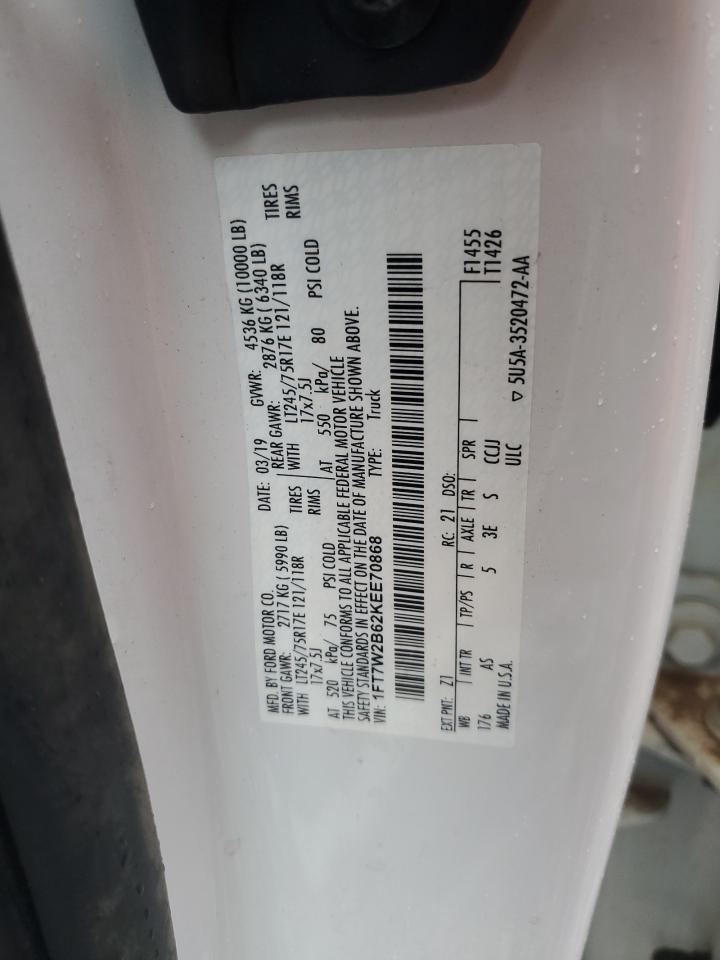 MFD. BY FORD MOTOR CO.
DATE: 03/19 GVWR: 4536 KG (10000 LB)
FRONT GAWR: 2717 KG ( 5990 LB) REAR GAWR: 2876 KG ( 6340 LB)
WITH LT245/75R17E 121/118R TIRES WITH LT245/75R17E 121/118R TIRES
17x7.5J RIMS 17x7.5J RIMS
AT 520 kPa/ 75 PSI COLD AT 550 kPa/ 80 PSI COLD
THIS VEHICLE CONFORMS TO ALL APPLICABLE FEDERAL MOTOR VEHICLE
SAFETY STANDARDS IN EFFECT ON THE DATE OF MANUFACTURE SHOWN ABOVE.
VIN: 1FT7W2B62KEE70868 TYPE: Truck
EXT PNT: Z1 RC: 21 DSO:
WB INT TR TP/PS R AXLE TR SPR F1455
176 AS 5 3E S CCJJ T1426
MADE IN U.S.A. ULC
▽ 5U5A-3520472-AA